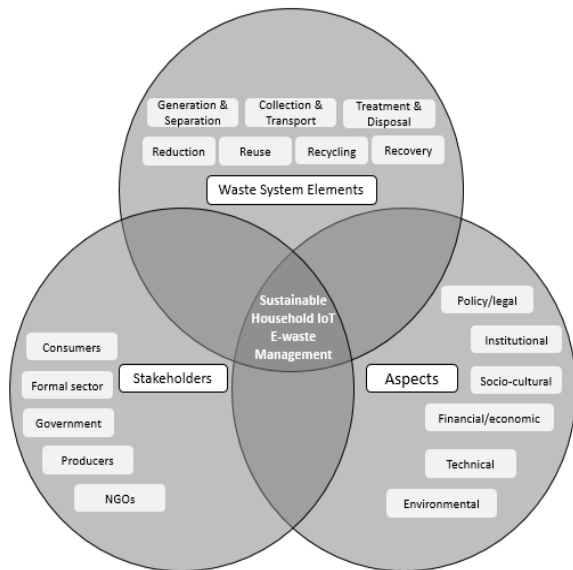 Generation &
Separation
Collection &
Transport
Treatment &
Disposal
Reduction
Reuse
Recycling
Recovery
Waste System Elements
Sustainable
Household IoT
E-waste
Management
Consumers
Formal sector
Government
Producers
NGOs
Stakeholders
Aspects
Policy/legal
Institutional
Socio-cultural
Financial/economic
Technical
Environmental